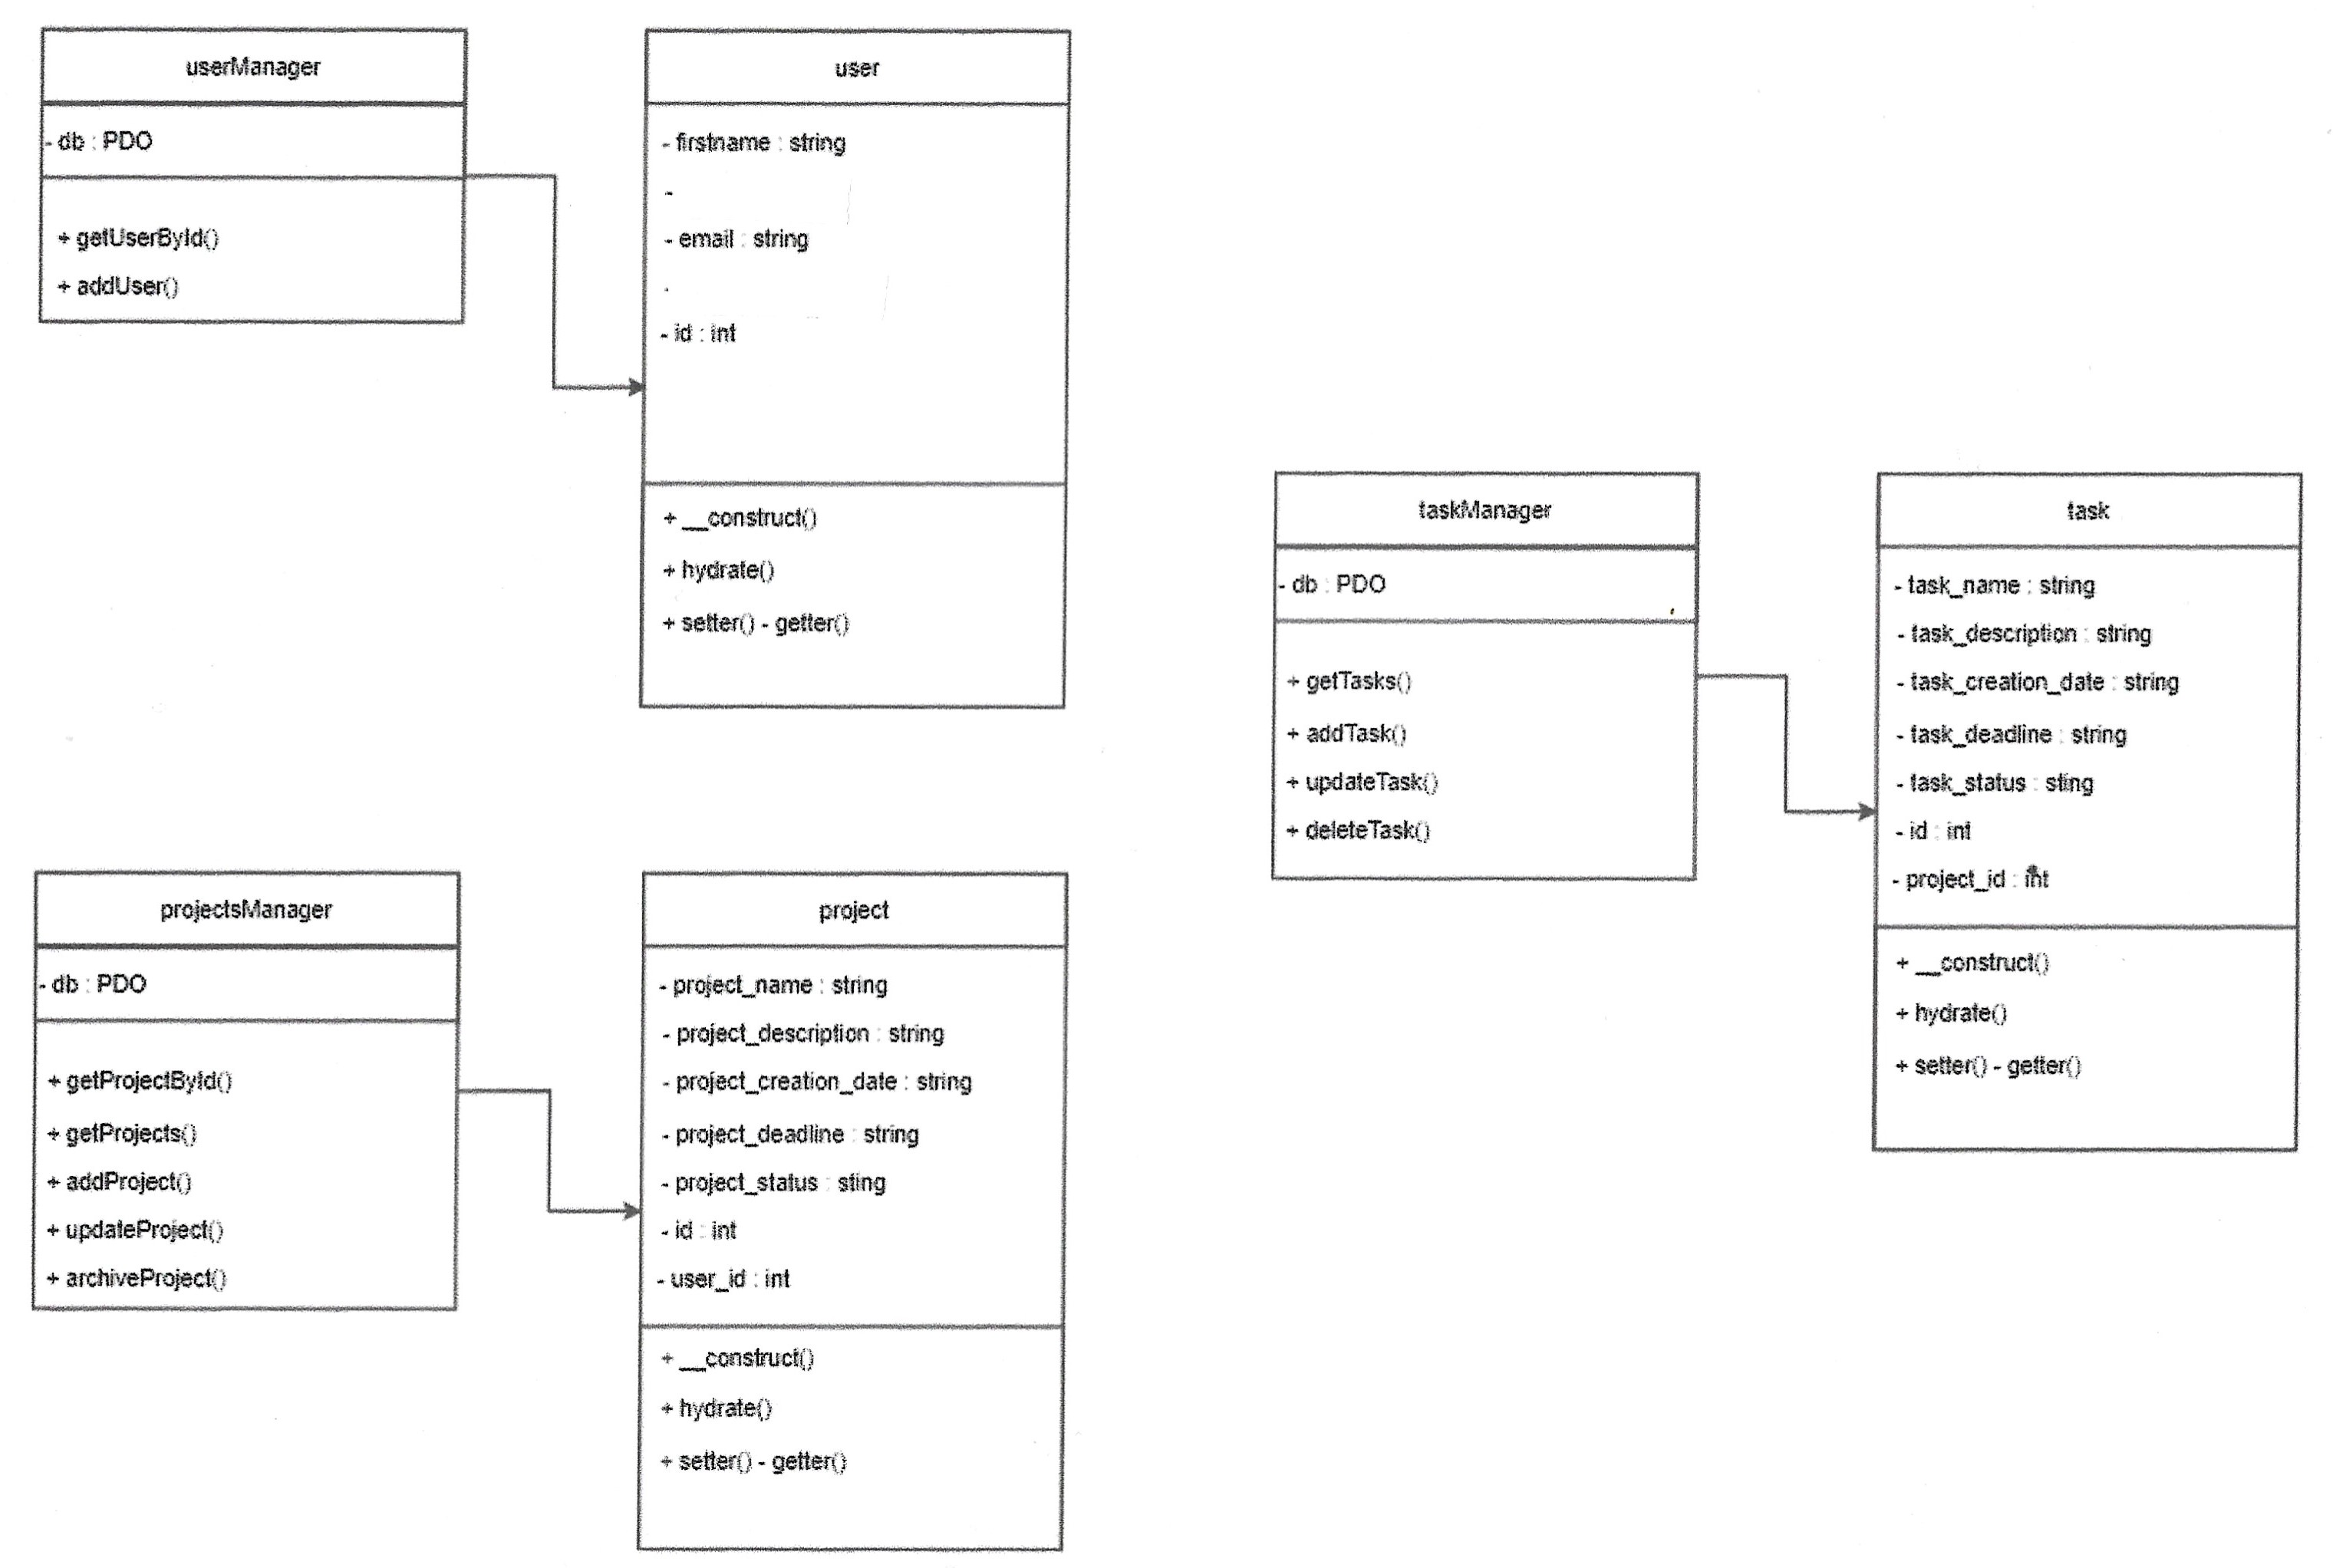 userManager
- db : PDO
+ getUserById()
+ addUser()
user
- firstname : string
-
- email : string
-
- id : int
+ __construct()
+ hydrate()
+ setter() - getter()
taskManager
- db : PDO
+ getTasks()
+ addTask()
+ updateTask()
+ deleteTask()
task
- task_name : string
- task_description : string
- task_creation_date : string
- task_deadline : string
- task_status : sting
- id : int
- project_id : int
+ __construct()
+ hydrate()
+ setter() - getter()
projectsManager
- db : PDO
+ getProjectById()
+ getProjects()
+ addProject()
+ updateProject()
+ archiveProject()
project
- project_name : string
- project_description : string
- project_creation_date : string
- project_deadline : string
- project_status : sting
- id : int
- user_id : int
+ __construct()
+ hydrate()
+ setter() - getter()